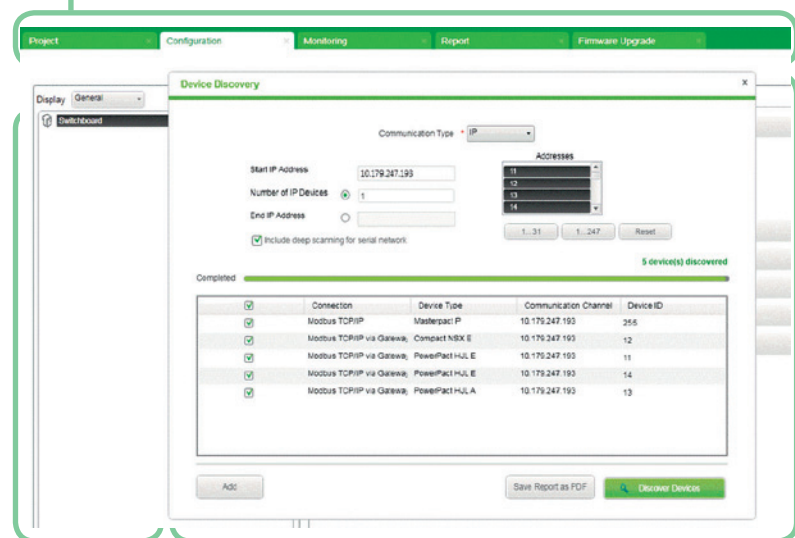 Project Configuration Monitoring Report Firmware Upgrade
Device Discovery x
Display General
Switchboard
Communication Type * IP
Addresses
Start IP Address 10.179.247.193
11
12
Number of IP Devices 1
13
14
End IP Address
Include deep scanning for serial network
1...31 1...247 Reset
5 device(s) discovered
Completed
Connection Device Type Communication Channel Device ID
Modbus TCP/IP Masterpact P 10.179.247.193 255
Modbus TCP/IP via Gateway Compact NSX E 10.179.247.193 12
Modbus TCP/IP via Gateway PowerPact HJL E 10.179.247.193 11
Modbus TCP/IP via Gateway PowerPact HJL E 10.179.247.193 14
Modbus TCP/IP via Gateway PowerPact HJL A 10.179.247.193 13
Add Save Report as PDF Discover Devices